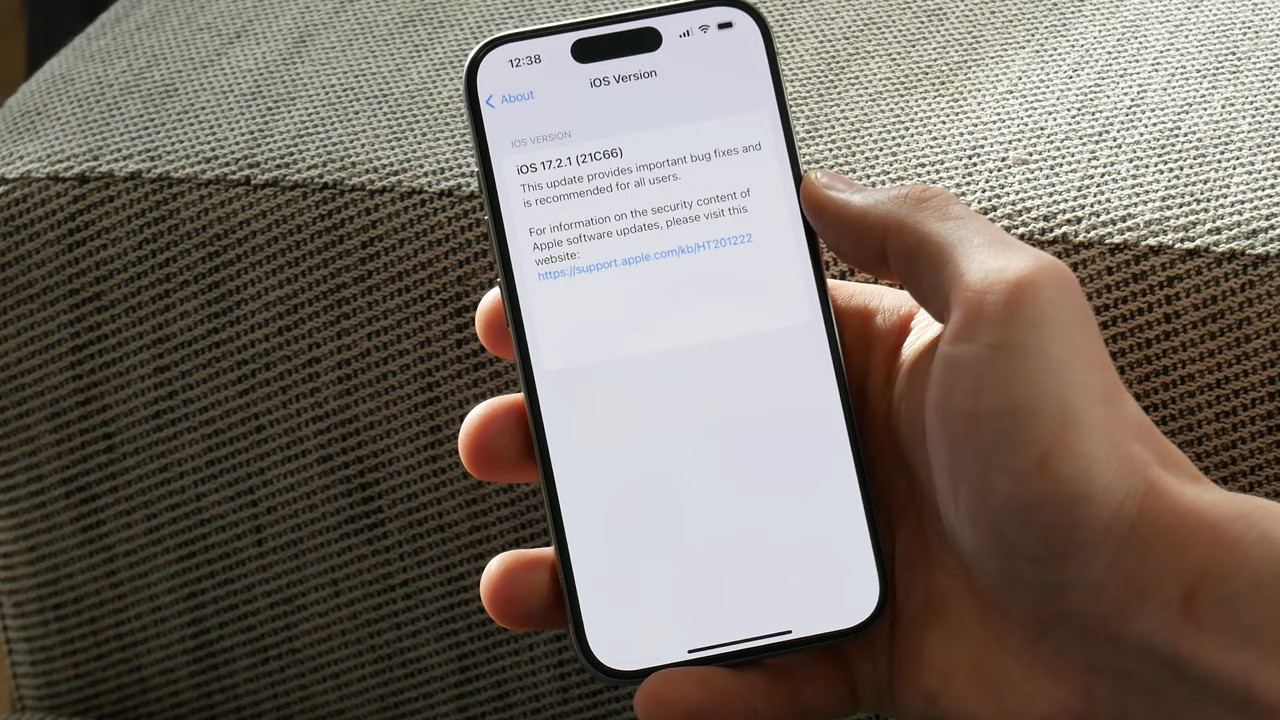 12:38
About
iOS Version
IOS VERSION
iOS 17.2.1 (21C66)
This update provides important bug fixes and
is recommended for all users.
For information on the security content of
Apple software updates, please visit this
website:
https://support.apple.com/kb/HT201222